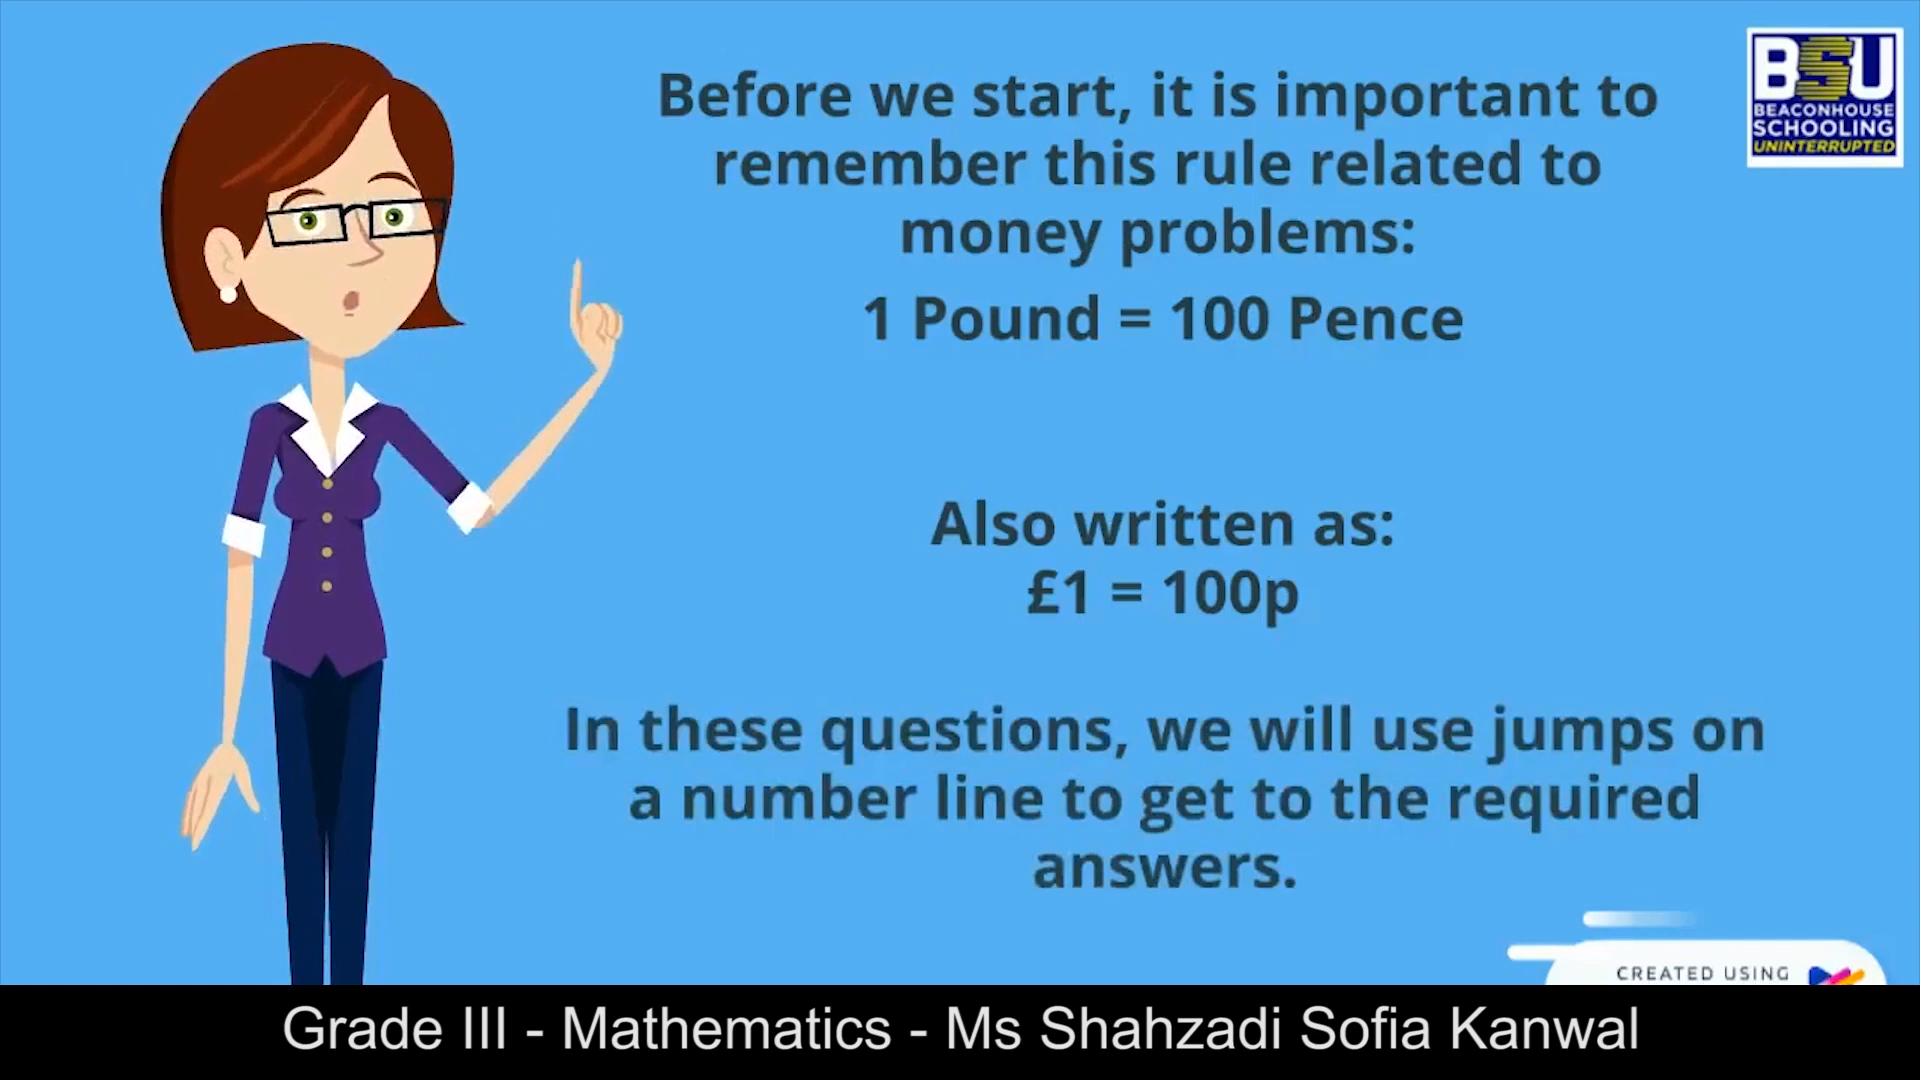 Before we start, it is important to
remember this rule related to
money problems:
1 Pound = 100 Pence
Also written as:
£1 = 100p
In these questions, we will use jumps on
a number line to get to the required
answers.
BSU
BEACONHOUSE
SCHOOLING
UNINTERRUPTED
CREATED USING
Grade III - Mathematics - Ms Shahzadi Sofia Kanwal